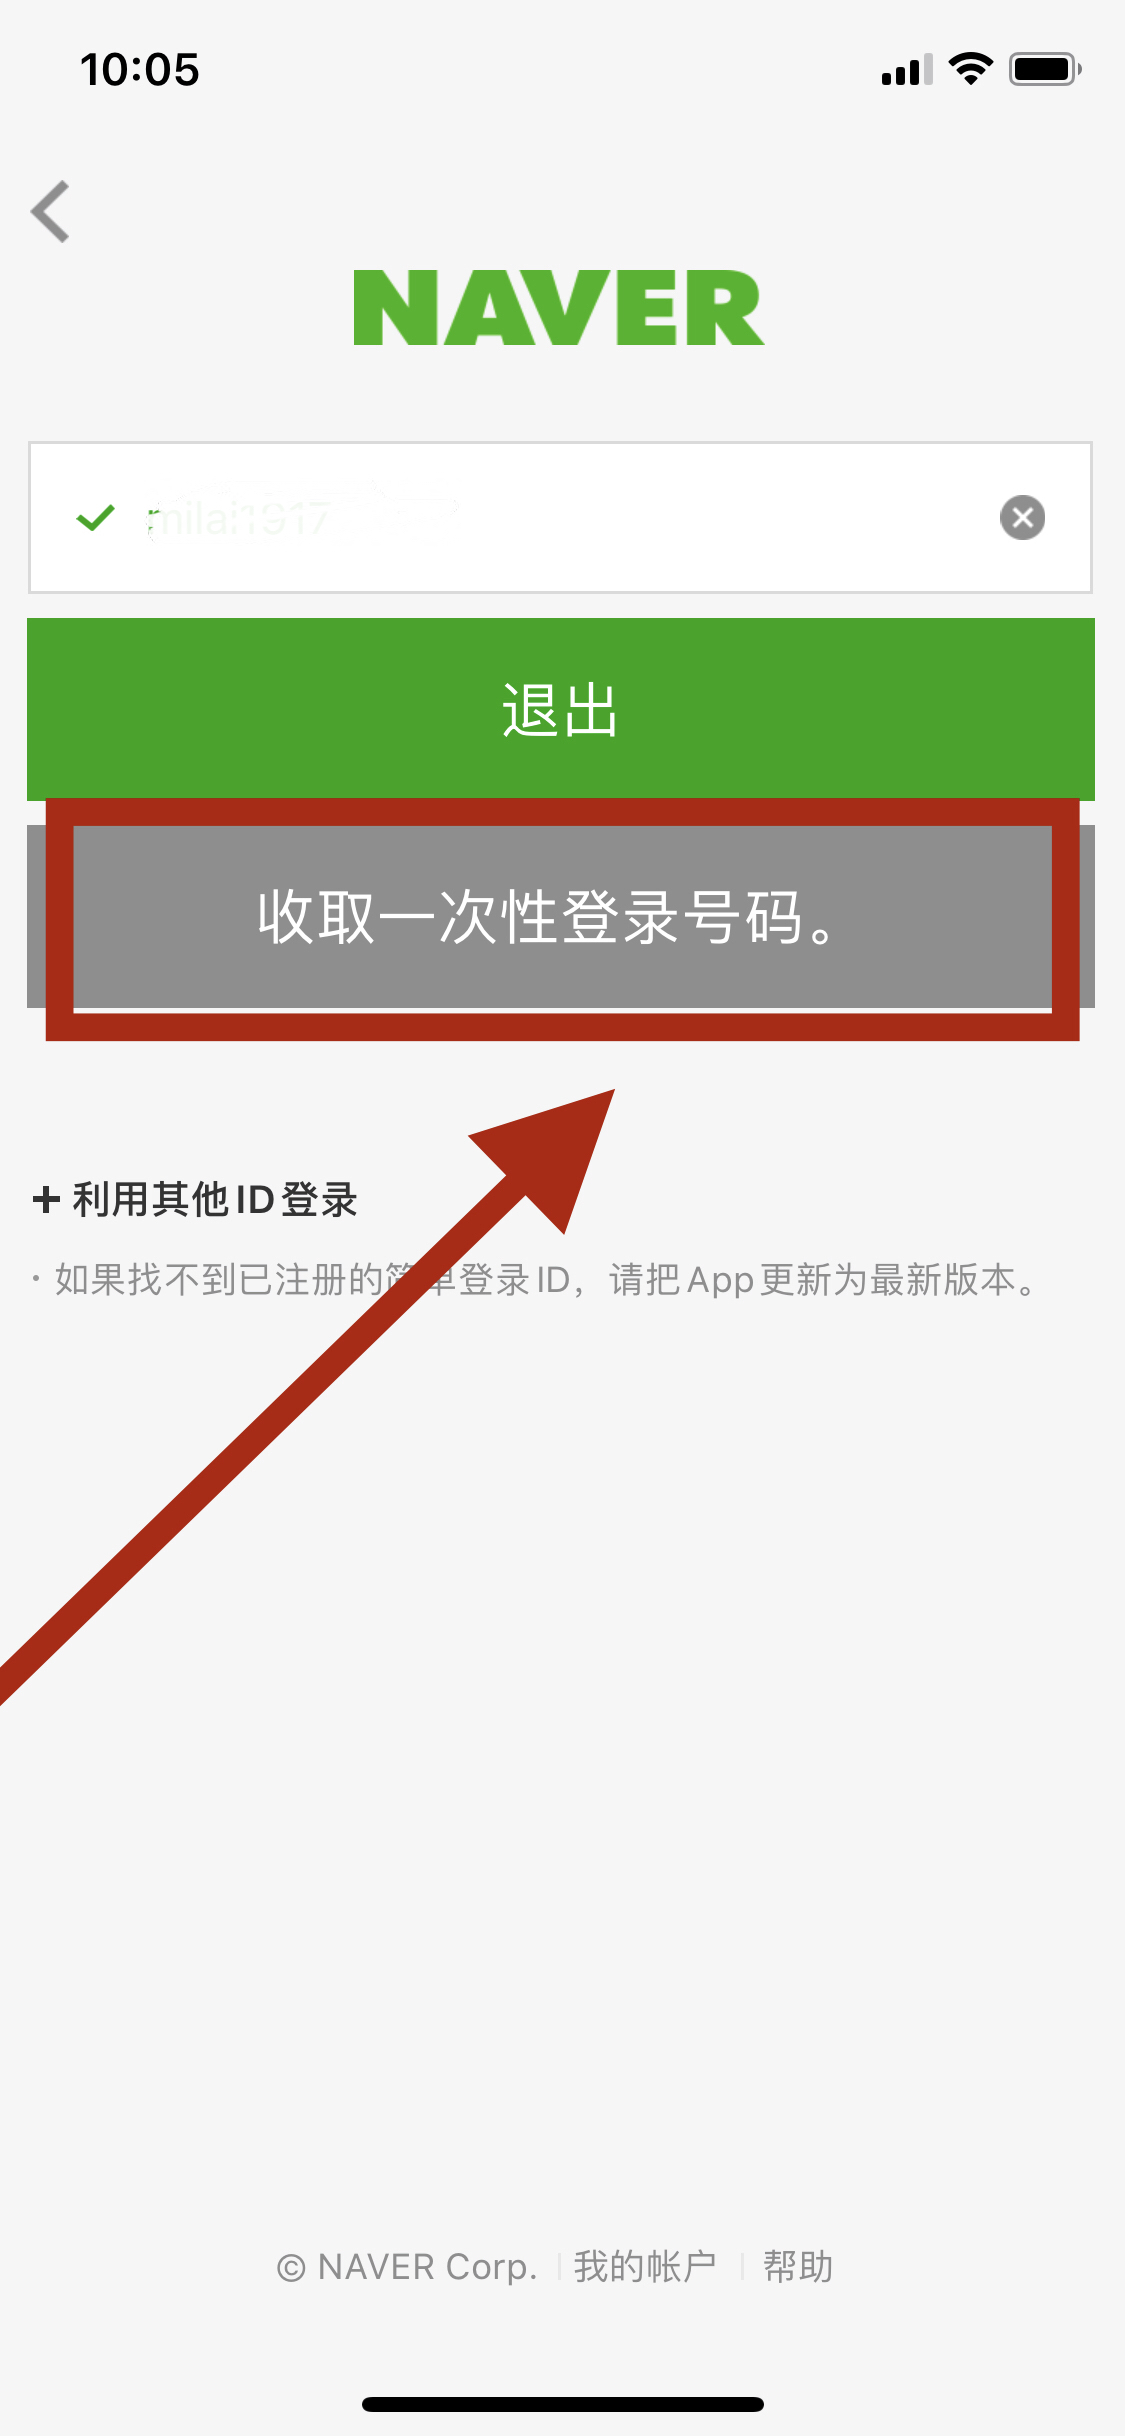 10:05
NAVER
退出
收取一次性登录号码。
+ 利用其他ID登录
· 如果找不到已注册的简单登录ID，请把App更新为最新版本。
© NAVER Corp. | 我的帐户 | 帮助